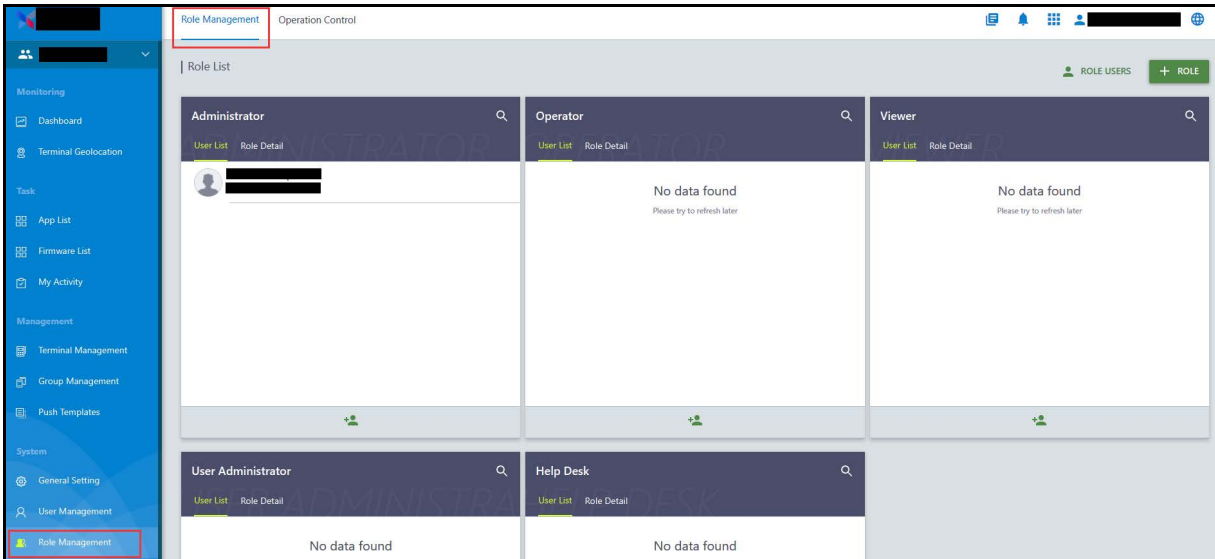 Role Management
Operation Control
Monitoring
Dashboard
Terminal Geolocation
Task
App List
Firmware List
My Activity
Management
Terminal Management
Group Management
Push Templates
System
General Setting
User Management
Role Management
Role List
ROLE USERS
+ ROLE
Administrator
ADMINISTRATOR
User List Role Detail
Operator
OPERATOR
User List Role Detail
No data found
Please try to refresh later
Viewer
VIEWER
User List Role Detail
No data found
Please try to refresh later
User Administrator
User List Role Detail
No data found
Help Desk
User List Role Detail
No data found